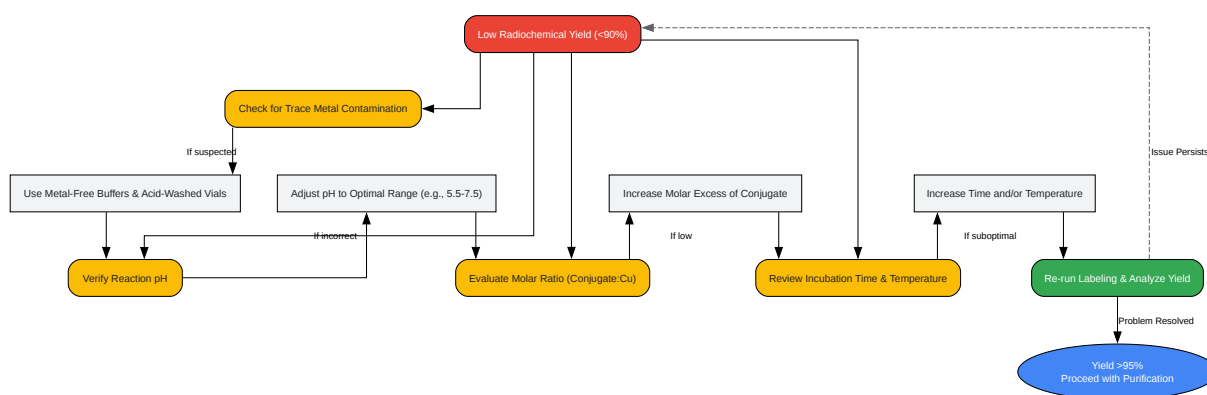 Low Radiochemical Yield (<90%)
Check for Trace Metal Contamination
If suspected
Issue Persists
Use Metal-Free Buffers & Acid-Washed Vials
Adjust pH to Optimal Range (e.g., 5.5-7.5)
Increase Molar Excess of Conjugate
Increase Time and/or Temperature
If incorrect
If low
If suboptimal
Verify Reaction pH
Evaluate Molar Ratio (Conjugate:Cu)
Review Incubation Time & Temperature
Re-run Labeling & Analyze Yield
Problem Resolved
Yield >95%
Proceed with Purification